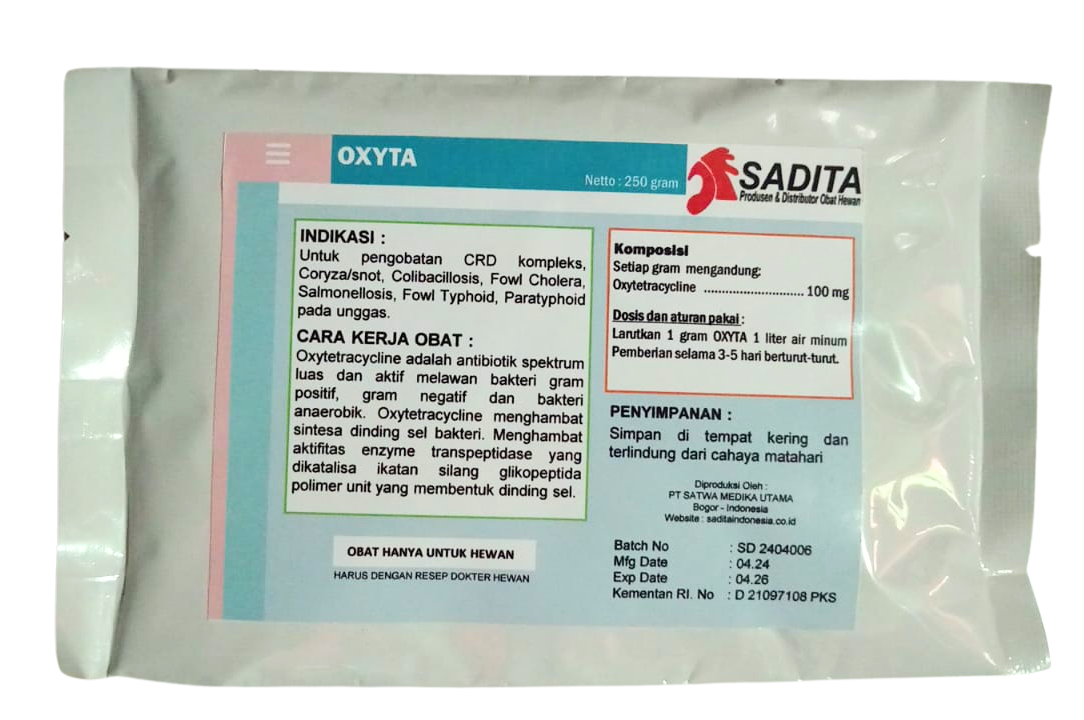 OXYTA
Netto : 250 gram
SADITA
Produsen & Distributor Obat Hewan
INDIKASI :
Untuk pengobatan CRD kompleks,
Coryza/snot, Colibacillosis, Fowl Cholera,
Salmonellosis, Fowl Typhoid, Paratyphoid
pada unggas.
CARA KERJA OBAT :
Oxytetracycline adalah antibiotik spektrum
luas dan aktif melawan bakteri gram
positif, gram negatif dan bakteri
anaerobik. Oxytetracycline menghambat
sintesa dinding sel bakteri. Menghambat
aktifitas enzyme transpeptidase yang
dikatalisa ikatan silang glikopeptida
polimer unit yang membentuk dinding sel.
OBAT HANYA UNTUK HEWAN
HARUS DENGAN RESEP DOKTER HEWAN
Komposisi
Setiap gram mengandung:
Oxytetracycline ............................ 100 mg
Dosis dan aturan pakai :
Larutkan 1 gram OXYTA 1 liter air minum
Pemberian selama 3-5 hari berturut-turut.
PENYIMPANAN :
Simpan di tempat kering dan
terlindung dari cahaya matahari
Diproduksi Oleh :
PT SATWA MEDIKA UTAMA
Bogor - Indonesia
Website : saditaindonesia.co.id
Batch No : SD 2404006
Mfg Date : 04.24
Exp Date : 04.26
Kementan RI. No : D 21097108 PKS